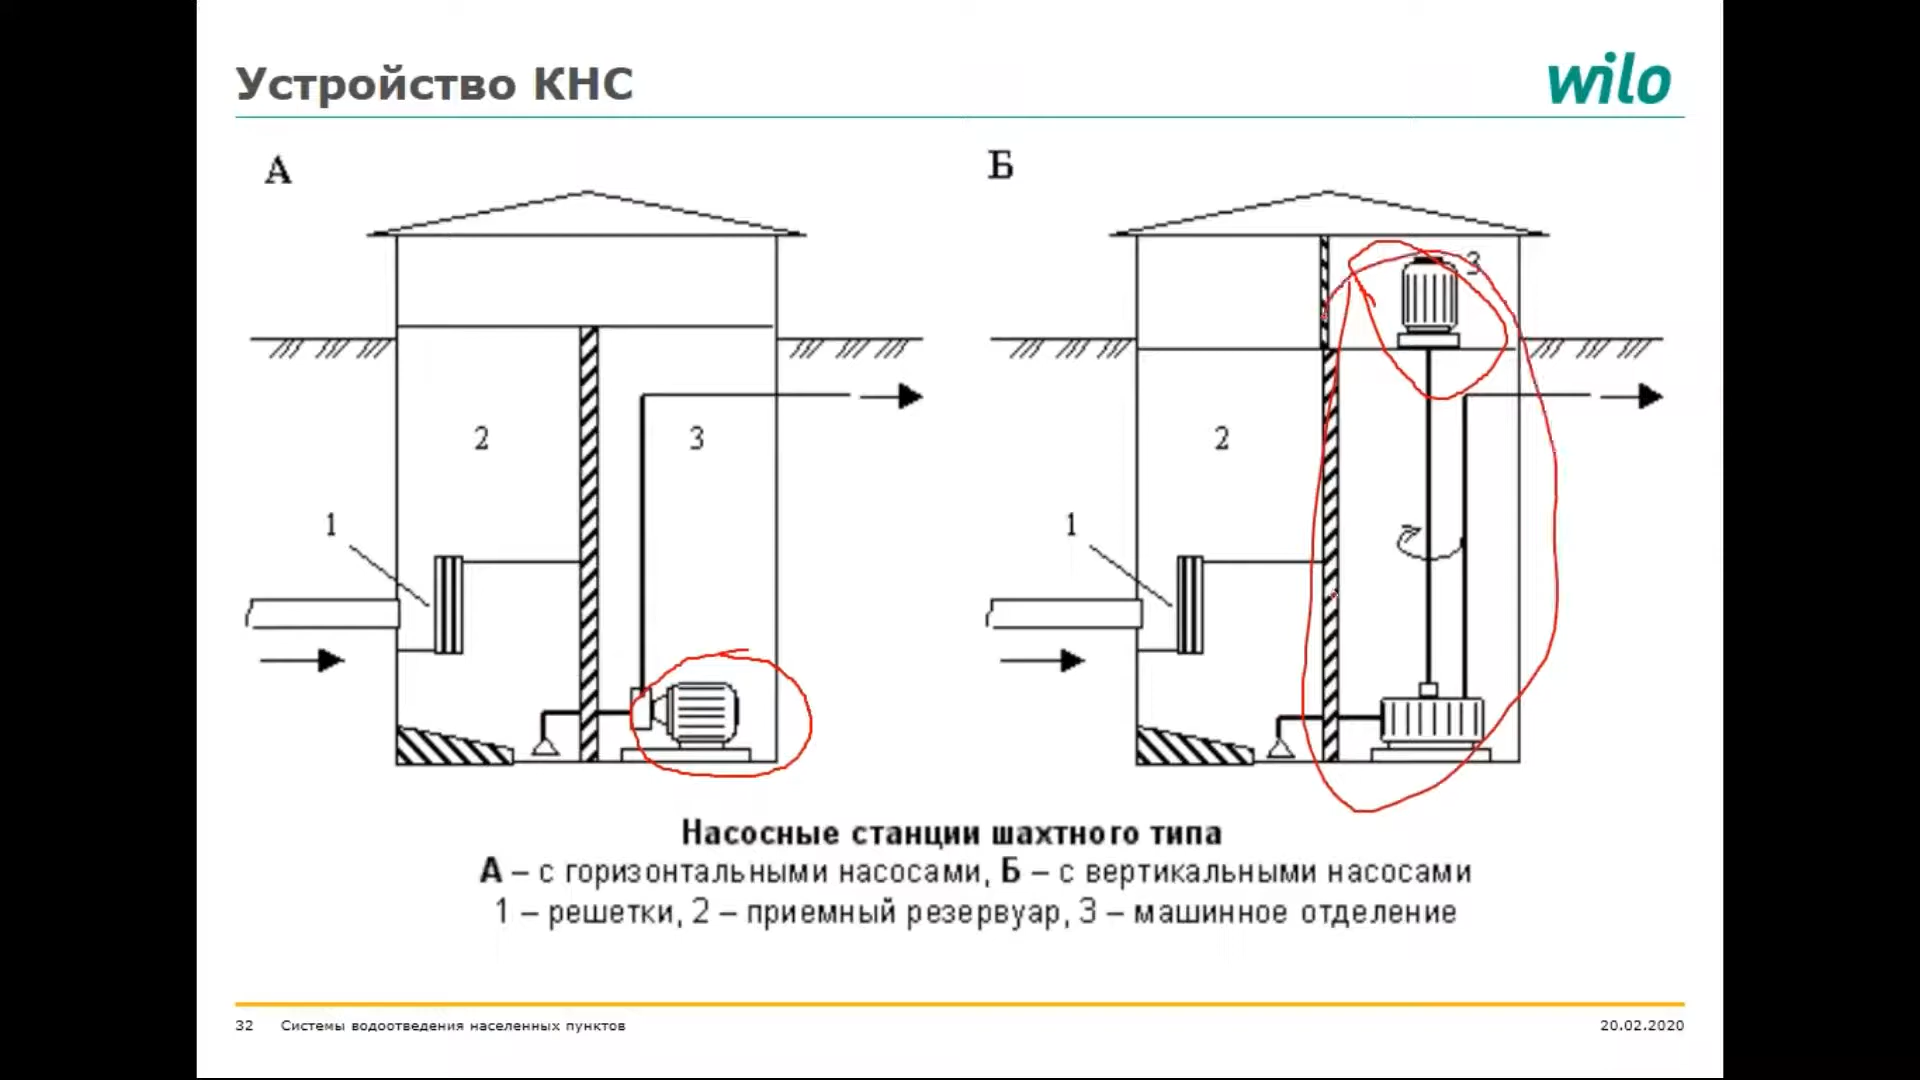 Устройство КНС
wilo
А
Б
3
2
3
2
1
1
Насосные станции шахтного типа
А – с горизонтальными насосами, Б – с вертикальными насосами
1 – решетки, 2 – приемный резервуар, 3 – машинное отделение
32 Системы водоотведения населенных пунктов
20.02.2020